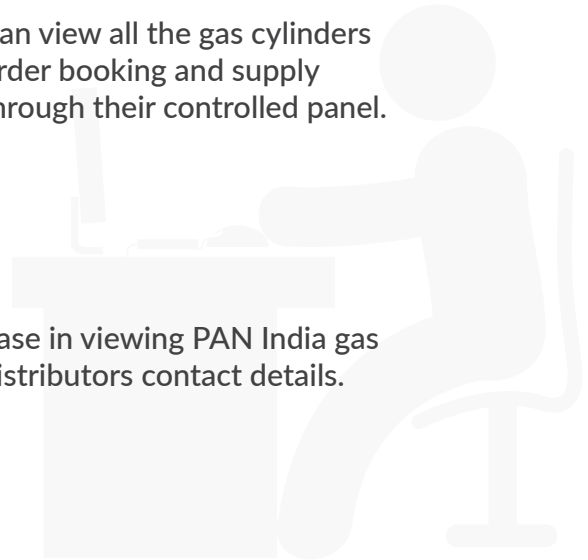 an view all the gas cylinders
rder booking and supply
hrough their controlled panel.
ase in viewing PAN India gas
istributors contact details.